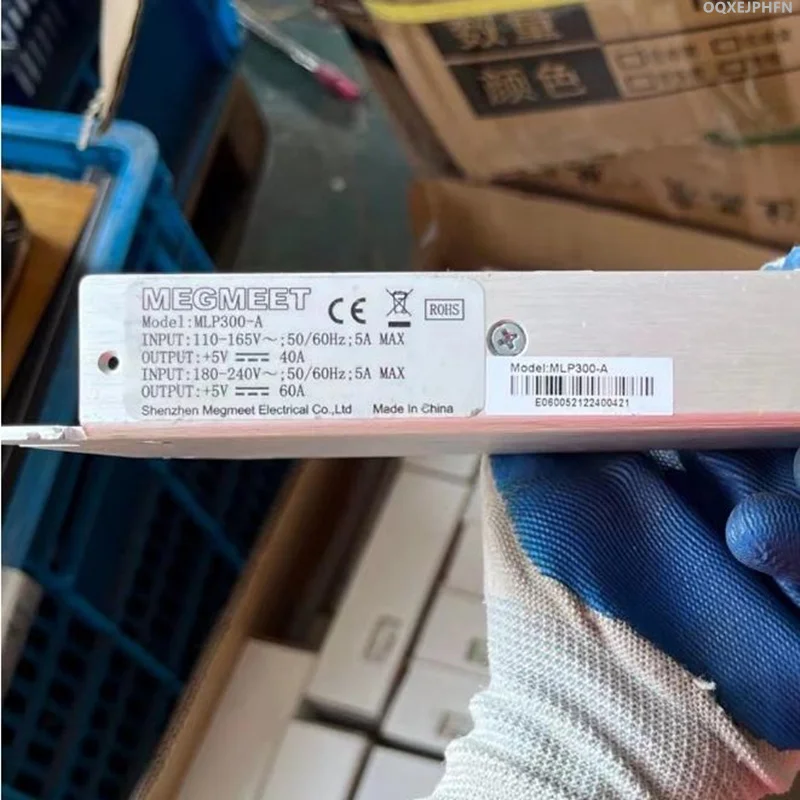 OQXEJPHFN
数量
颜色
MEGMEET
Model:MLP300-A
CE
ROHS
INPUT:110-165V~;50/60Hz;5A MAX
OUTPUT:+5V 40A
INPUT:180-240V~;50/60Hz;5A MAX
OUTPUT:+5V 60A
Shenzhen Megmeet Electrical Co.,Ltd Made In China
Model:MLP300-A
E060052122400421